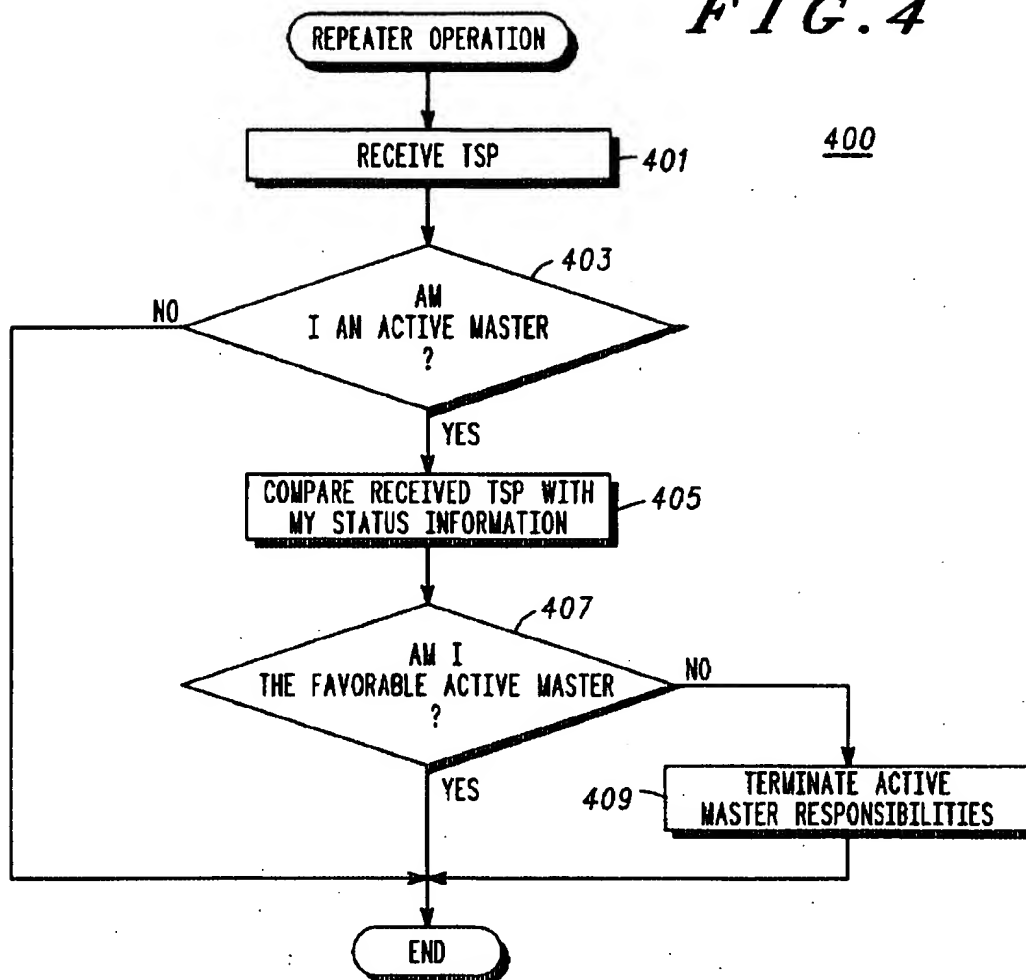 FIG.4
REPEATER OPERATION
400
RECEIVE TSP
401
403
AM
I AN ACTIVE MASTER
?
NO
YES
COMPARE RECEIVED TSP WITH
MY STATUS INFORMATION
405
407
AM I
THE FAVORABLE ACTIVE MASTER
?
NO
YES
409
TERMINATE ACTIVE
MASTER RESPONSIBILITIES
END